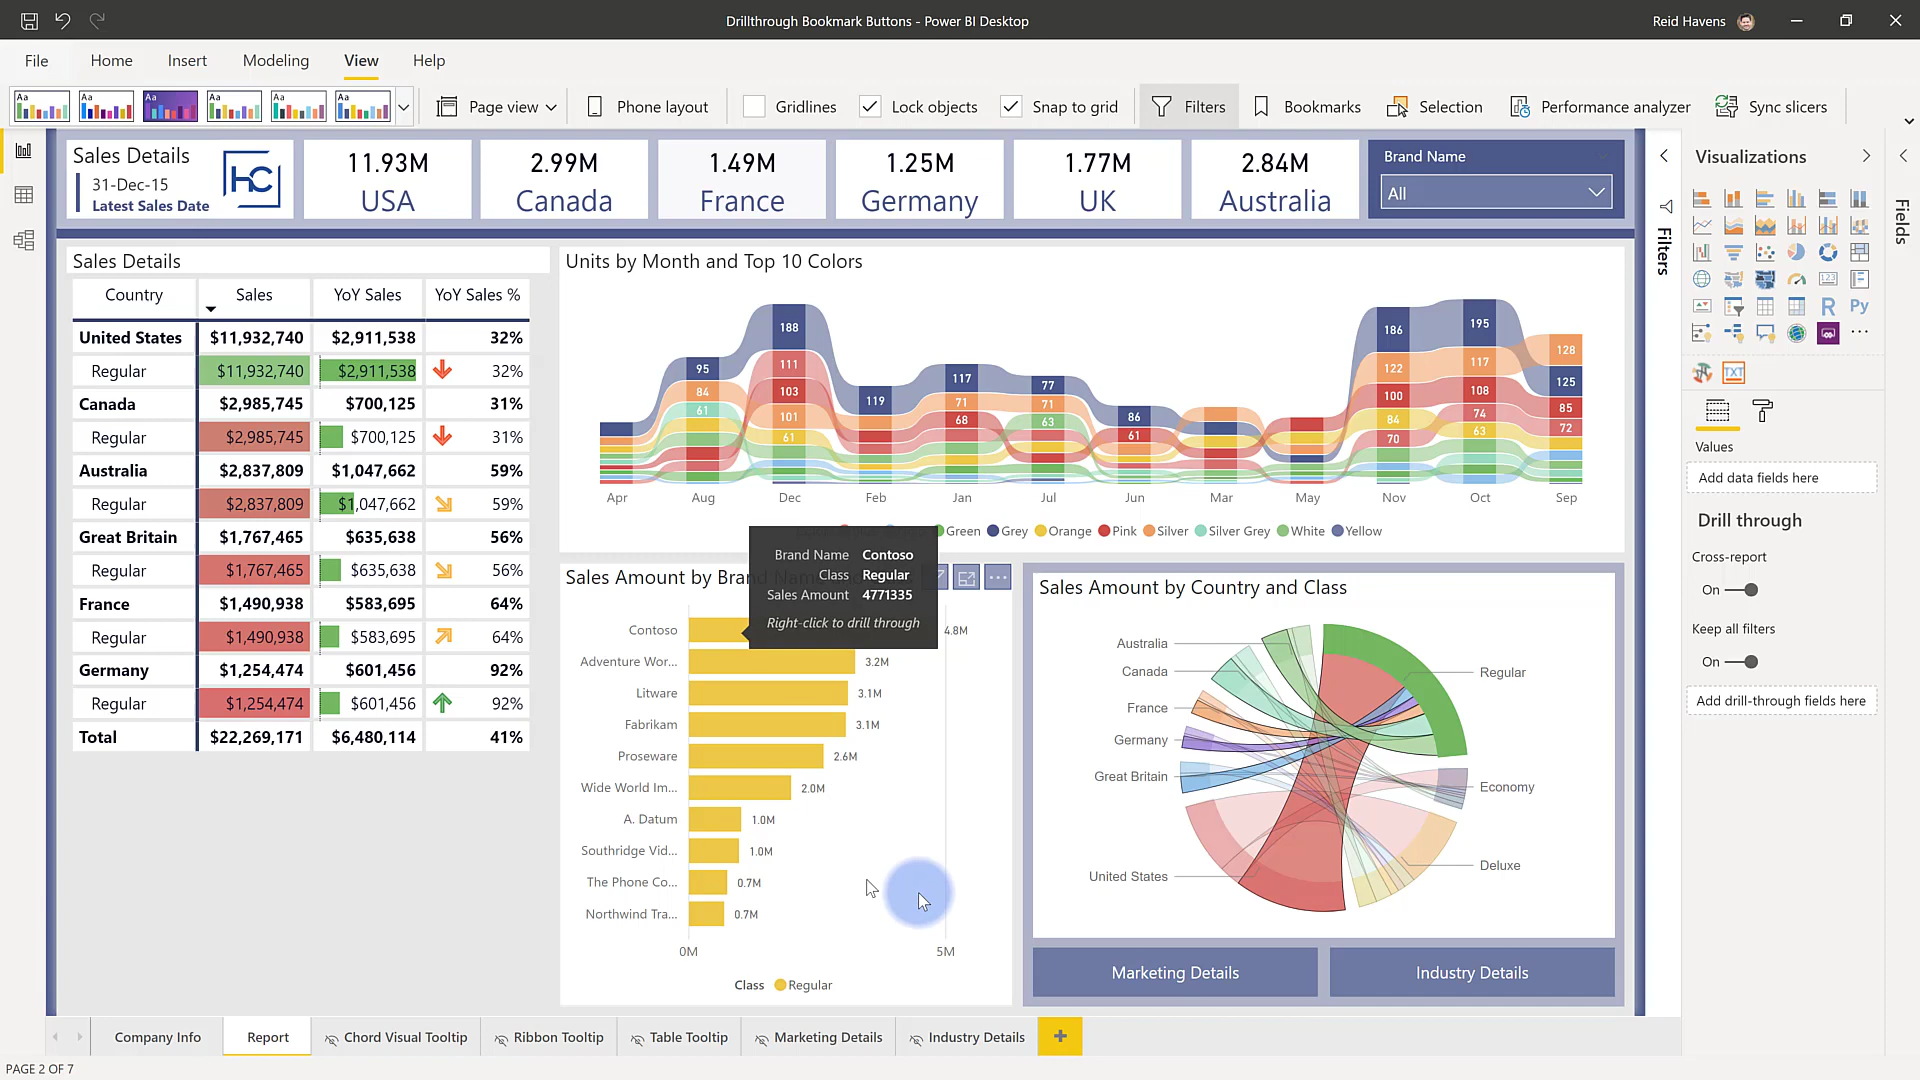 Drillthrough Bookmark Buttons - Power BI Desktop
Reid Havens
File Home Insert Modeling View Help
Aa Aa Aa Aa Aa Aa Page view Phone layout Gridlines Lock objects Snap to grid Filters Bookmarks Selection Performance analyzer Sync slicers
Sales Details
31-Dec-15
Latest Sales Date
HC
11.93M
USA
2.99M
Canada
1.49M
France
1.25M
Germany
1.77M
UK
2.84M
Australia
Brand Name
All
Sales Details
Country Sales YoY Sales YoY Sales %
United States $11,932,740 $2,911,538 32%
Regular $11,932,740 $2,911,538 32%
Canada $2,985,745 $700,125 31%
Regular $2,985,745 $700,125 31%
Australia $2,837,809 $1,047,662 59%
Regular $2,837,809 $1,047,662 59%
Great Britain $1,767,465 $635,638 56%
Regular $1,767,465 $635,638 56%
France $1,490,938 $583,695 64%
Regular $1,490,938 $583,695 64%
Germany $1,254,474 $601,456 92%
Regular $1,254,474 $601,456 92%
Total $22,269,171 $6,480,114 41%
Units by Month and Top 10 Colors
95 84 61
188 111 103 101 61
119
117 71 68
77 71 63
86 61
186 122 100 84 70
195 117 108 74 63
128 125 85 72
Apr Aug Dec Feb Jan Jul Jun Mar May Nov Oct Sep
Green Grey Orange Pink Silver Silver Grey White Yellow
Sales Amount by Brand Name
Brand Name Contoso
Class Regular
Sales Amount 4771335
Right-click to drill through
Contoso 4.8M
Adventure Wor... 3.2M
Litware 3.1M
Fabrikam 3.1M
Proseware 2.6M
Wide World Im... 2.0M
A. Datum 1.0M
Southridge Vid... 1.0M
The Phone Co... 0.7M
Northwind Tra... 0.7M
0M 5M
Class Regular
Sales Amount by Country and Class
Australia
Canada
France
Germany
Great Britain
United States
Regular
Economy
Deluxe
Marketing Details
Industry Details
Filters
Visualizations
123
R Py
TXT
Values
Add data fields here
Drill through
Cross-report
On
Keep all filters
On
Add drill-through fields here
Fields
Company Info Report Chord Visual Tooltip Ribbon Tooltip Table Tooltip Marketing Details Industry Details +
PAGE 2 OF 7